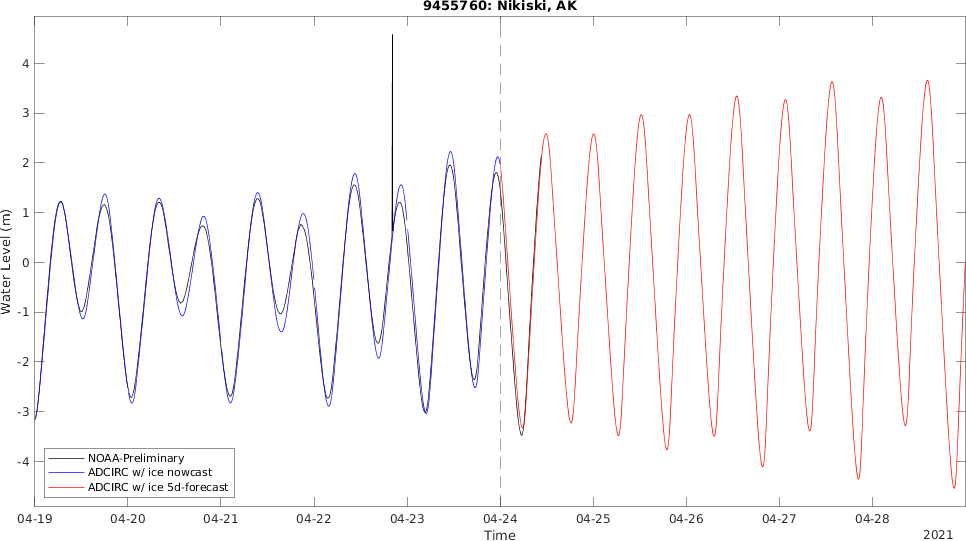 9455760: Nikiski, AK
Water Level (m)
4
3
2
1
0
-1
-2
-3
-4
NOAA-Preliminary
ADCIRC w/ ice nowcast
ADCIRC w/ ice 5d-forecast
04-19 04-20 04-21 04-22 04-23 04-24 04-25 04-26 04-27 04-28
Time
2021